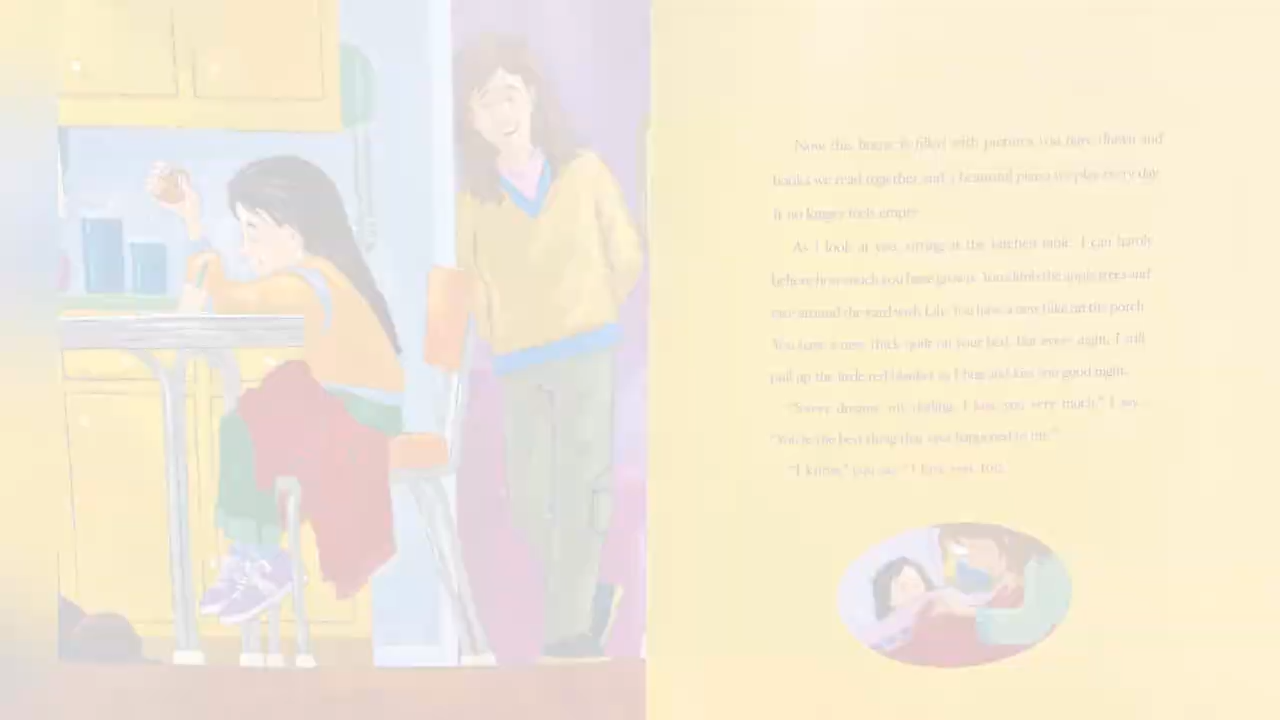 Now this house is filled with pictures you have drawn and
books we read together and a beautiful piano we play every day.
It no longer feels empty.
As I look at you, sitting at the kitchen table, I can hardly
believe how much you have grown. You climb the apple trees and
race around the yard with Lily. You have a new bike on the porch.
You have a new thick quilt on your bed. But every night, I still
pull up the little red blanket as I hug and kiss you good night.
"Sweet dreams, my darling. I love you very much," I say.
"You're the best thing that ever happened to me."
"I know," you say. "I love you, too."